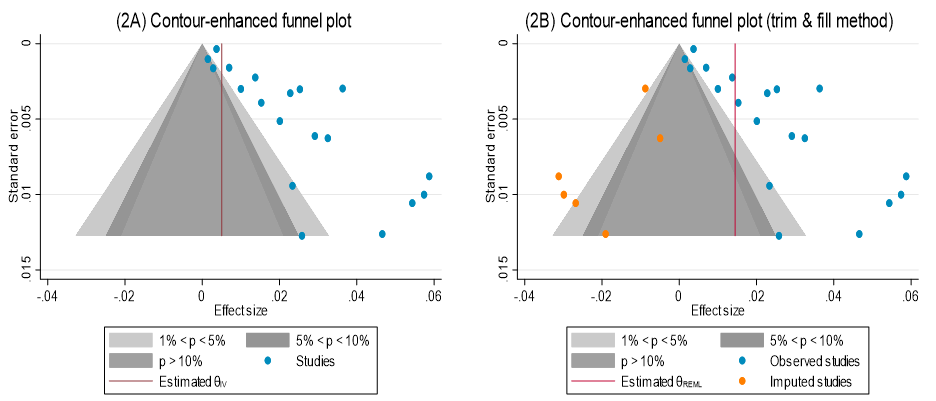 (2A) Contour-enhanced funnel plot
0
.005
.01
.015
Standard error
-.04
-.02
0
.02
.04
.06
Effect size
1% < p < 5%
5% < p < 10%
p > 10%
Studies
Estimated θIV
(2B) Contour-enhanced funnel plot (trim & fill method)
0
.005
.01
.015
Standard error
-.04
-.02
0
.02
.04
.06
Effect size
1% < p < 5%
5% < p < 10%
p > 10%
Observed studies
Estimated θREML
Imputed studies